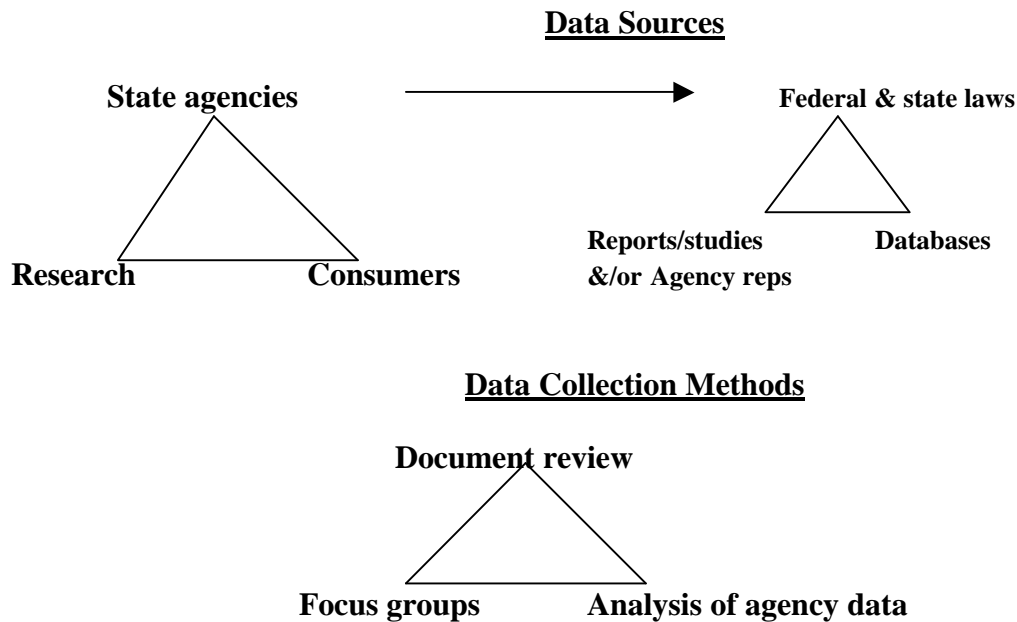 Data Sources
State agencies
Federal & state laws
Research
Consumers
Reports/studies
&/or Agency reps
Databases
Data Collection Methods
Document review
Focus groups
Analysis of agency data